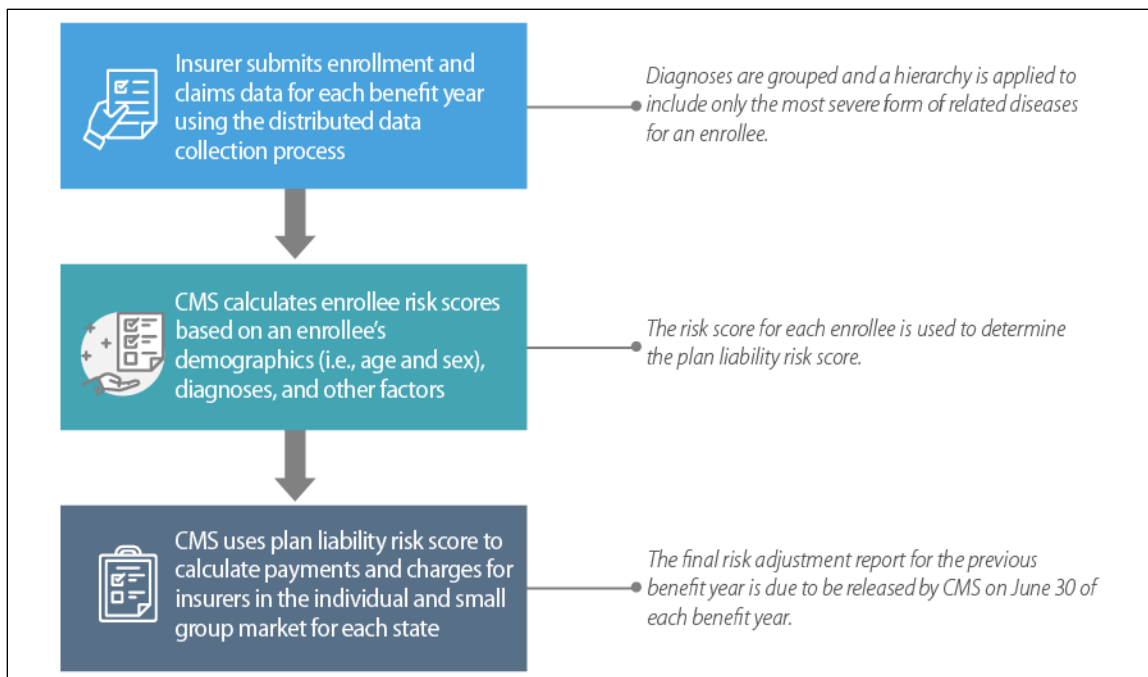 Insurer submits enrollment and
claims data for each benefit year
using the distributed data
collection process
Diagnoses are grouped and a hierarchy is applied to
include only the most severe form of related diseases
for an enrollee.
CMS calculates enrollee risk scores
based on an enrollee's
demographics (i.e., age and sex),
diagnoses, and other factors
The risk score for each enrollee is used to determine
the plan liability risk score.
CMS uses plan liability risk score to
calculate payments and charges for
insurers in the individual and small
group market for each state
The final risk adjustment report for the previous
benefit year is due to be released by CMS on June 30 of
each benefit year.